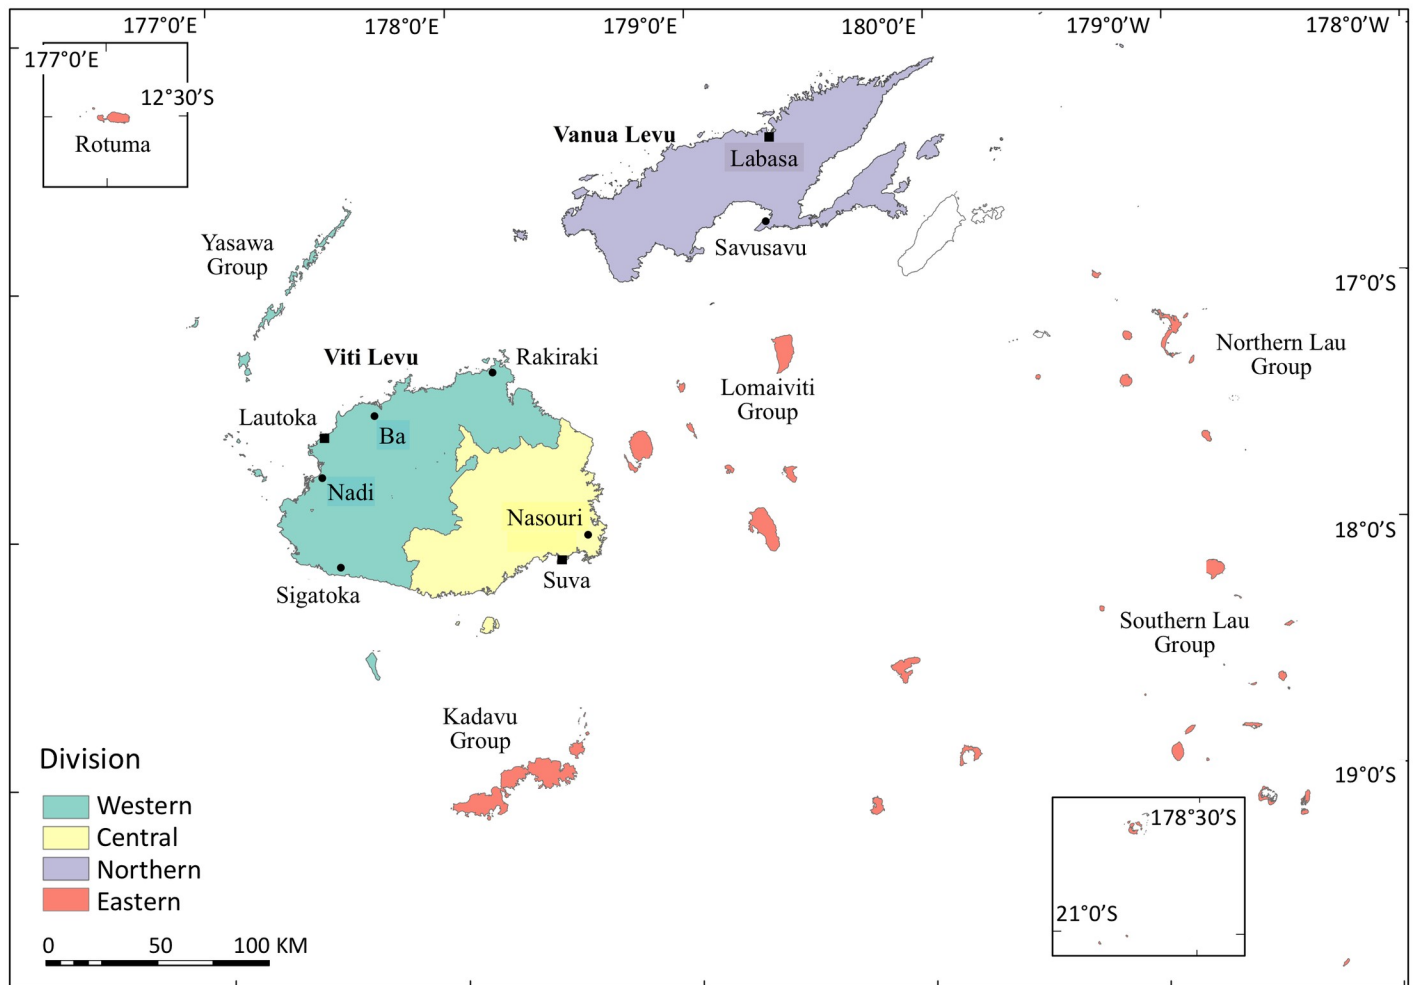 177°0'E
178°0'E
179°0'E
180°0'E
179°0'W
178°0'W
177°0'E
12°30'S
Rotuma
Vanua Levu
Labasa
Savusavu
Yasawa
Group
17°0'S
Viti Levu
Rakiraki
Northern Lau
Group
Lomaiviti
Group
Lautoka
Ba
Nadi
Nasouri
18°0'S
Suva
Sigatoka
Southern Lau
Group
Kadavu
Group
19°0'S
Division
Western
Central
Northern
Eastern
0 50 100 KM
178°30'S
21°0'S